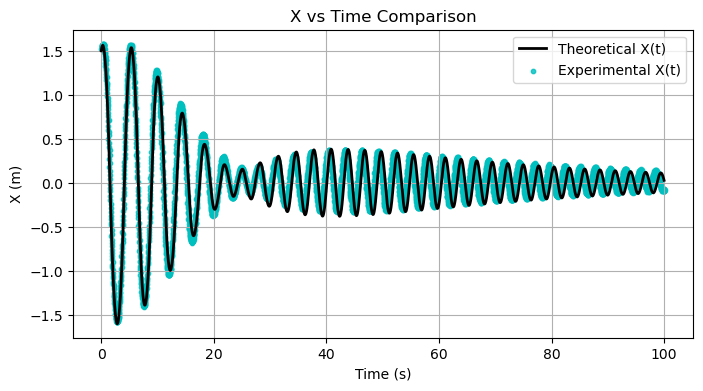 X vs Time Comparison
Theoretical X(t)
Experimental X(t)
X (m)
1.5
1.0
0.5
0.0
−0.5
−1.0
−1.5
0
20
40
60
80
100
Time (s)